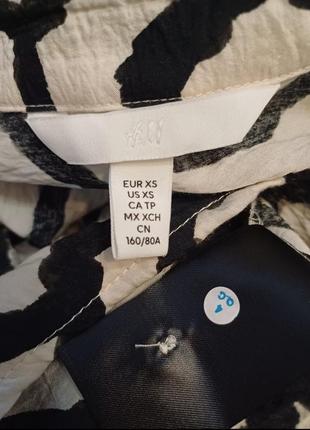 H&M
EUR XS
US XS
CA TP
MX XCH
CN
160/80A